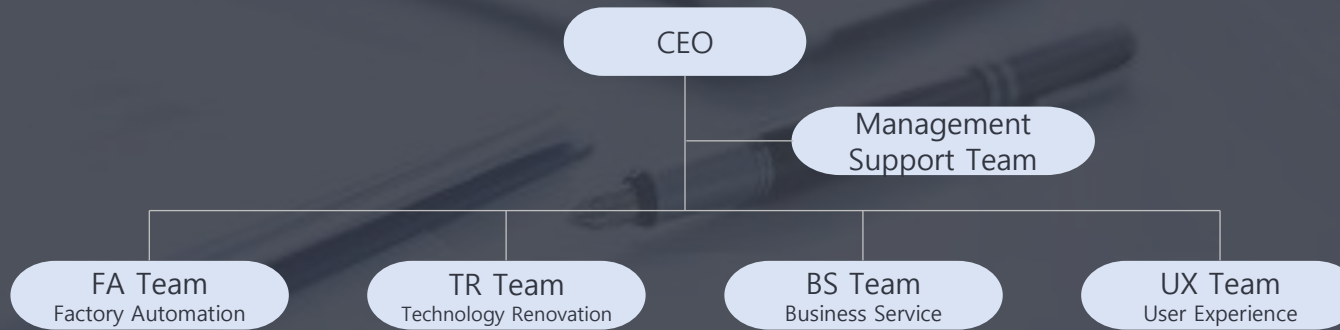 CEO
Management
Support Team
FA Team
Factory Automation
TR Team
Technology Renovation
BS Team
Business Service
UX Team
User Experience